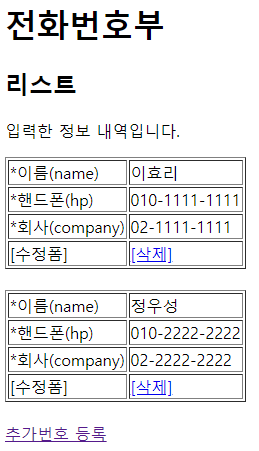 전화번호부
리스트
입력한 정보 내역입니다.
*이름(name) 이효리
*핸드폰(hp) 010-1111-1111
*회사(company) 02-1111-1111
[수정폼] [삭제]
*이름(name) 정우성
*핸드폰(hp) 010-2222-2222
*회사(company) 02-2222-2222
[수정폼] [삭제]
추가번호 등록